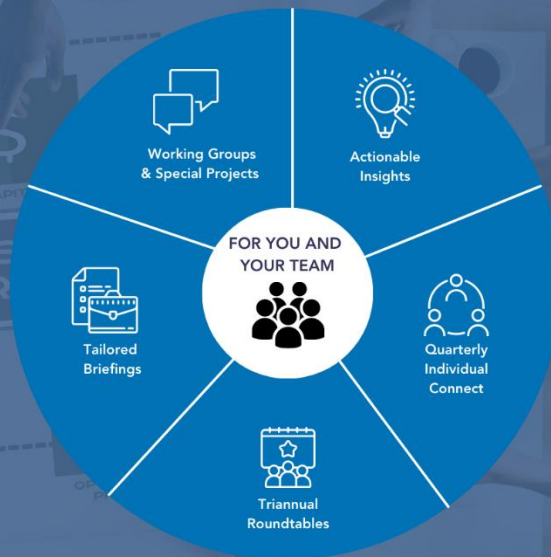 Working Groups
& Special Projects
Actionable
Insights
FOR YOU AND
YOUR TEAM
Tailored
Briefings
Quarterly
Individual
Connect
Triannual
Roundtables